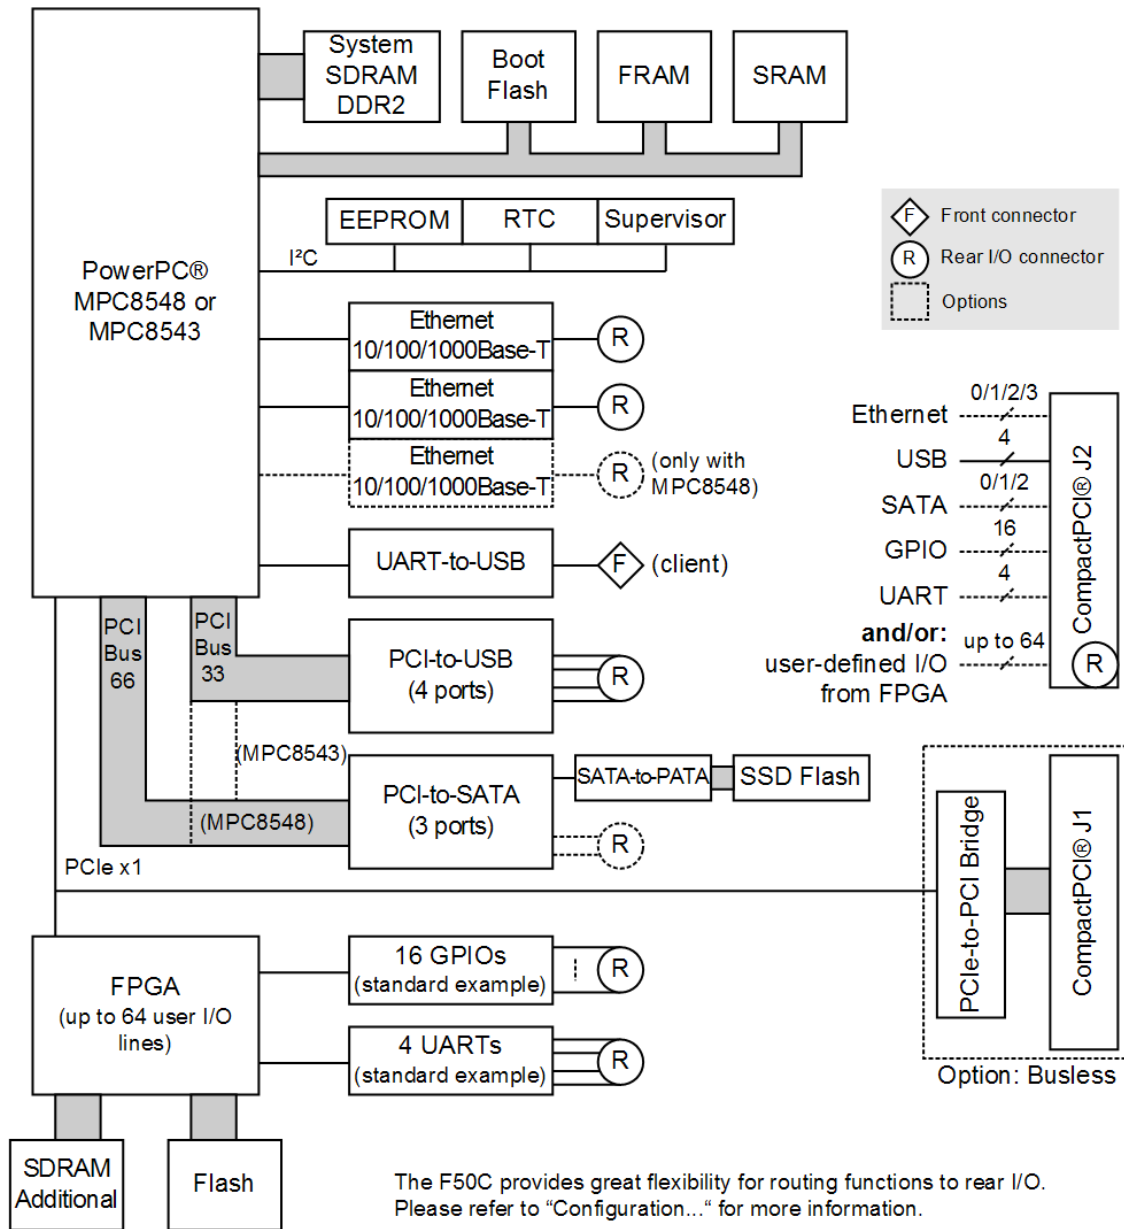 System
SDRAM
DDR2
Boot
Flash
FRAM
SRAM
EEPROM
RTC
Supervisor
I²C
PowerPC®
MPC8548 or
MPC8543
F Front connector
R Rear I/O connector
Options
Ethernet
10/100/1000Base-T
R
Ethernet
10/100/1000Base-T
R
Ethernet
10/100/1000Base-T
R
(only with
MPC8548)
UART-to-USB
F
(client)
Ethernet
0/1/2/3
USB
4
SATA
0/1/2
GPIO
16
UART
4
and/or:
user-defined I/O
from FPGA
up to 64
CompactPCI® J2
R
PCI
Bus
66
PCI
Bus
33
PCI-to-USB
(4 ports)
R
(MPC8543)
(MPC8548)
PCI-to-SATA
(3 ports)
SATA-to-PATA
SSD Flash
R
PCIe x1
PCIe-to-PCI Bridge
CompactPCI® J1
Option: Busless
FPGA
(up to 64 user I/O
lines)
16 GPIOs
(standard example)
R
4 UARTs
(standard example)
R
SDRAM
Additional
Flash
The F50C provides great flexibility for routing functions to rear I/O.
Please refer to “Configuration...“ for more information.